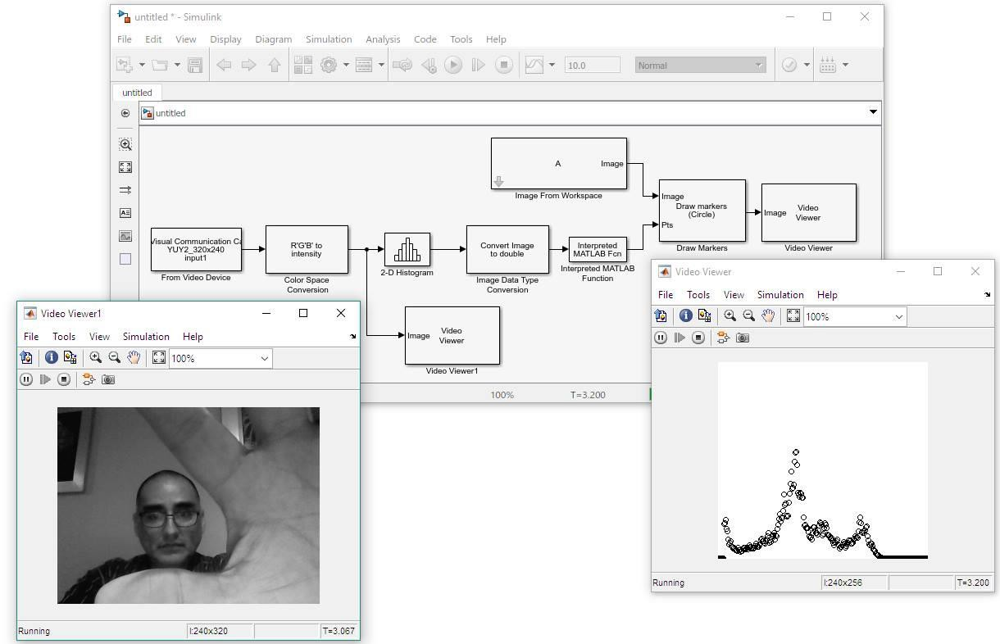 untitled * - Simulink
File Edit View Display Diagram Simulation Analysis Code Tools Help
10.0
Normal
untitled
untitled
A
Image
Image From Workspace
Image
Draw markers
(Circle)
Pts
Draw Markers
Image
Video
Viewer
Video Viewer
Visual Communication Ca
YUY2_320x240
input1
From Video Device
R'G'B' to
intensity
Color Space
Conversion
2-D Histogram
Convert Image
to double
Image Data Type
Conversion
Interpreted
MATLAB Fcn
Interpreted MATLAB
Function
Image
Video
Viewer
Video Viewer1
100%
T=3.200
Video Viewer1
File Tools View Simulation Help
100%
Running
I:240x320
T=3.067
Video Viewer
File Tools View Simulation Help
100%
Running
I:240x256
T=3.200